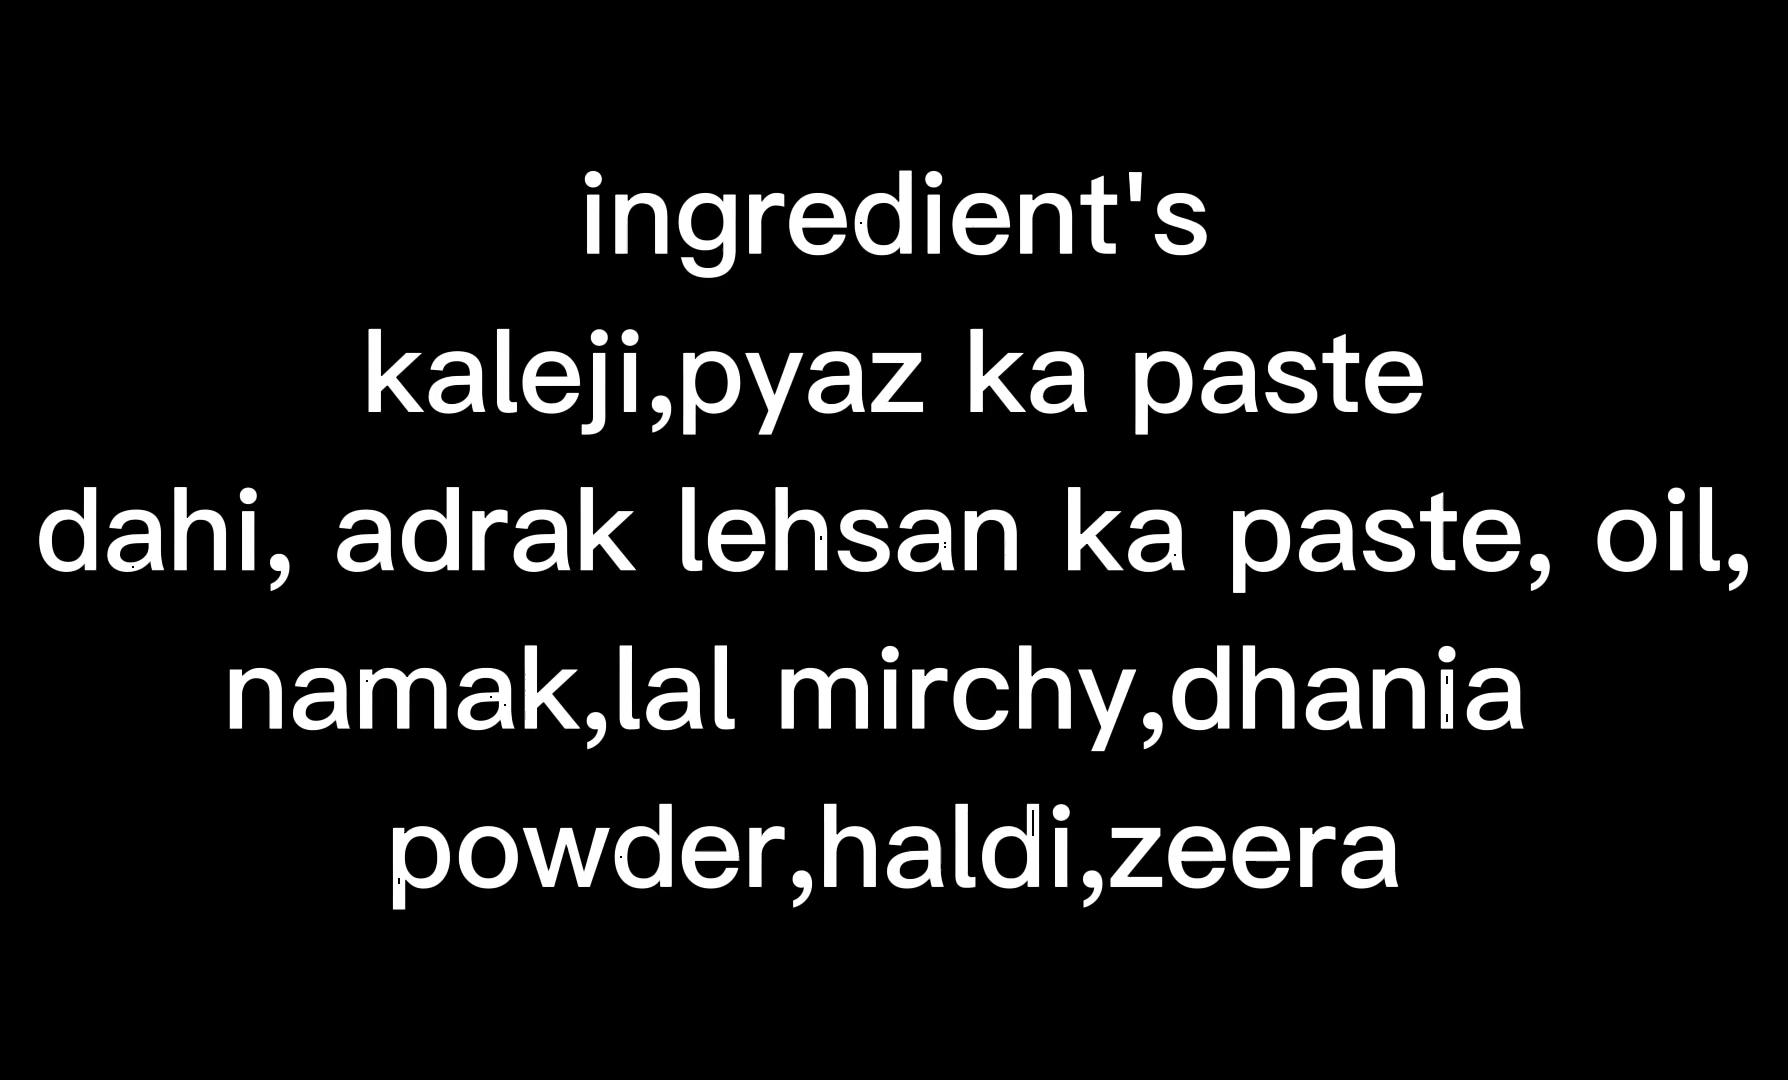 ingredient's
kaleji,pyaz ka paste
dahi, adrak lehsan ka paste, oil,
namak,lal mirchy,dhania
powder,haldi,zeera